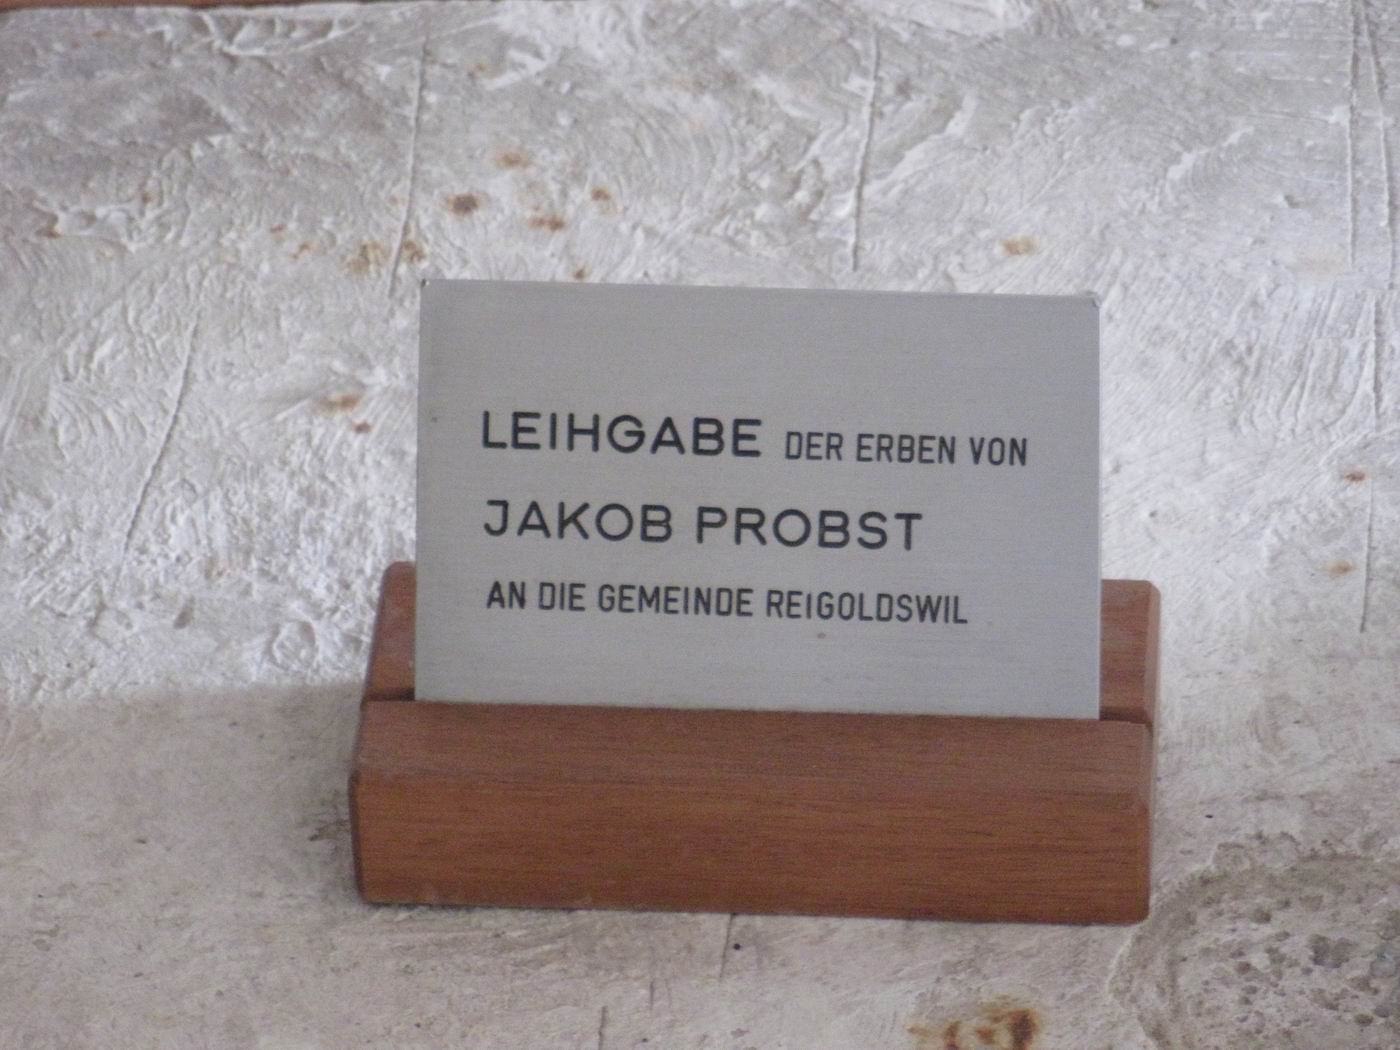 LEIHGABE DER ERBEN VON
JAKOB PROBST
AN DIE GEMEINDE REIGOLDSWIL